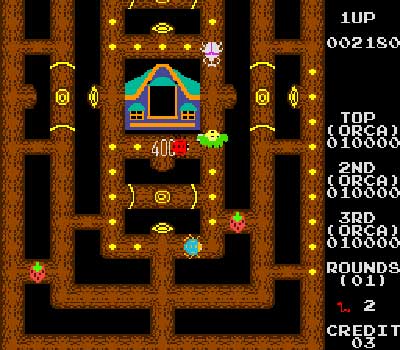 1UP
002180
TOP
(ORCA)
010000
2ND
(ORCA)
010000
3RD
(ORCA)
010000
ROUNDS
(01)
2
CREDIT
03
400